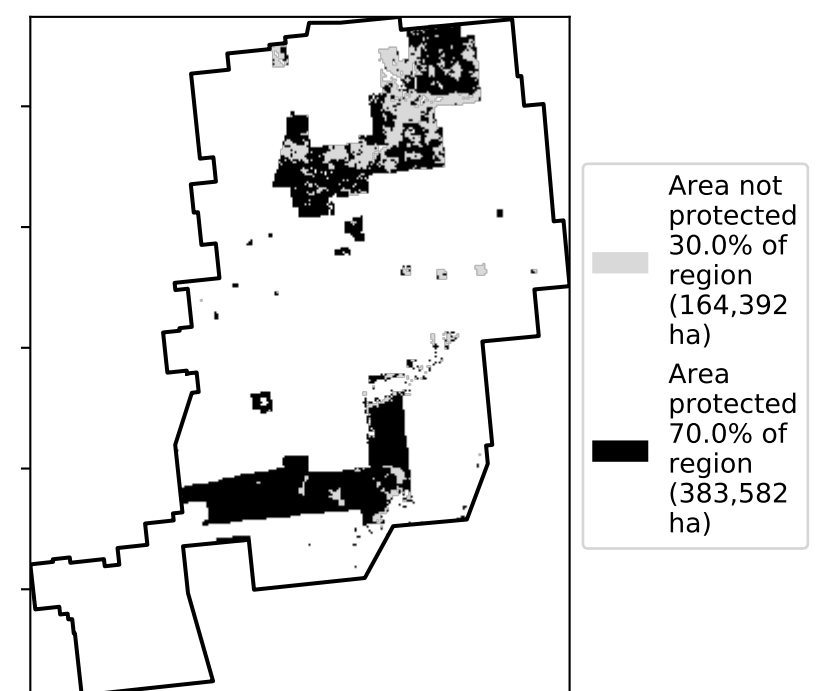 Area not
protected
30.0% of
region
(164,392
ha)
Area
protected
70.0% of
region
(383,582
ha)